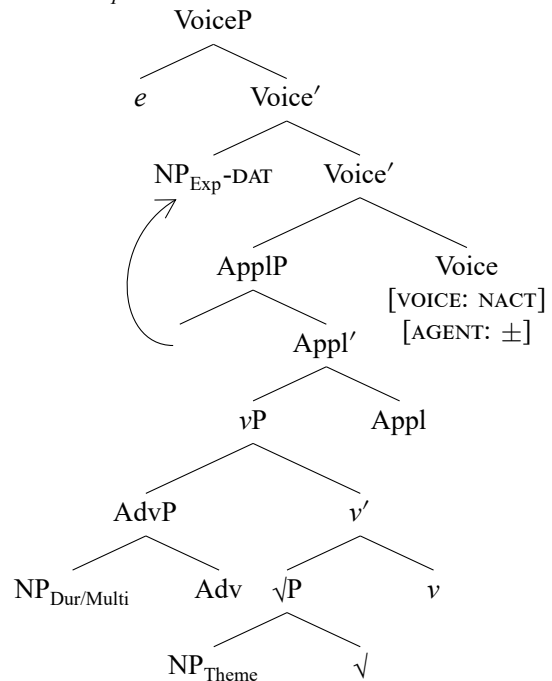 VoiceP
e Voice′
NP_Exp-DAT Voice′
ApplP Voice
[VOICE: NACT]
[AGENT: ±]
Appl′
vP Appl
AdvP v′
NP_Dur/Multi Adv √P v
NP_Theme √